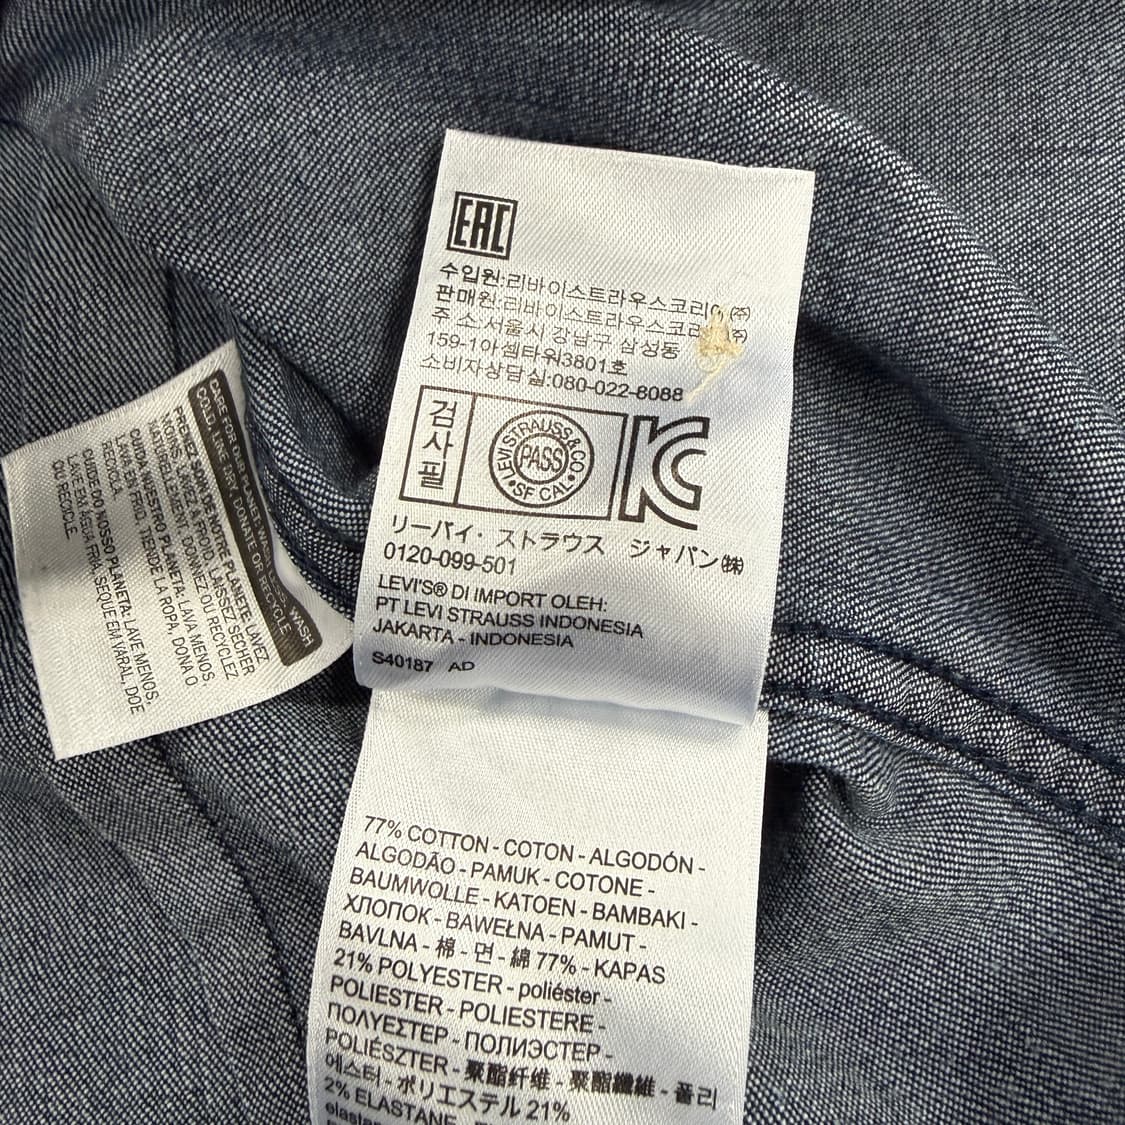 EAC
수입원:리바이스트라우스코리아 (주)
판매원:리바이스트라우스코리 (주)
주 소:서울시 강남구 삼성동
159-1아셈타워3801호
소비자상담실:080-022-8088
검사필
LEVI STRAUSS & CO
PASS
SF CAL
KC
リーバイ・ストラウス ジャパン㈱
0120-099-501
LEVI'S® DI IMPORT OLEH:
PT LEVI STRAUSS INDONESIA
JAKARTA - INDONESIA
S40187 AD
CARE FOR OUR PLANET: WASH LESS, WASH
COLD, LINE DRY, DONATE OR RECYCLE.
PRENEZ SOIN DE NOTRE PLANÈTE: LAVEZ
MOINS, LAVEZ À FROID, LAISSEZ SÉCHER
NATURELLEMENT, DONNEZ OU RECYCLEZ
CUIDA NUESTRO PLANETA: LAVA MENOS,
LAVA EN FRÍO, TIENDE LA ROPA, DONA O
RECICLA.
CUIDE DO NOSSO PLANETA: LAVE MENOS,
LAVE EM ÁGUA FRIA, SEQUE EM VARAL, DOE
OU RECICLE.
77% COTTON - COTON - ALGODÓN -
ALGODÃO - PAMUK - COTONE -
BAUMWOLLE - KATOEN - BAMBAKI -
ХЛОПОК - BAWEŁNA - PAMUT -
BAVLNA - 棉 - 면 - 綿 77% - KAPAS
21% POLYESTER - poliéster -
POLIESTER - POLIESTERE -
ΠΟΛΥΕΣΤΕΡ - ПОЛИЭСТЕР -
POLIÉSZTER - 聚酯纤维 - 聚酯纖維 - 폴리
에스터 - ポリエステル 21%
2% ELASTANE